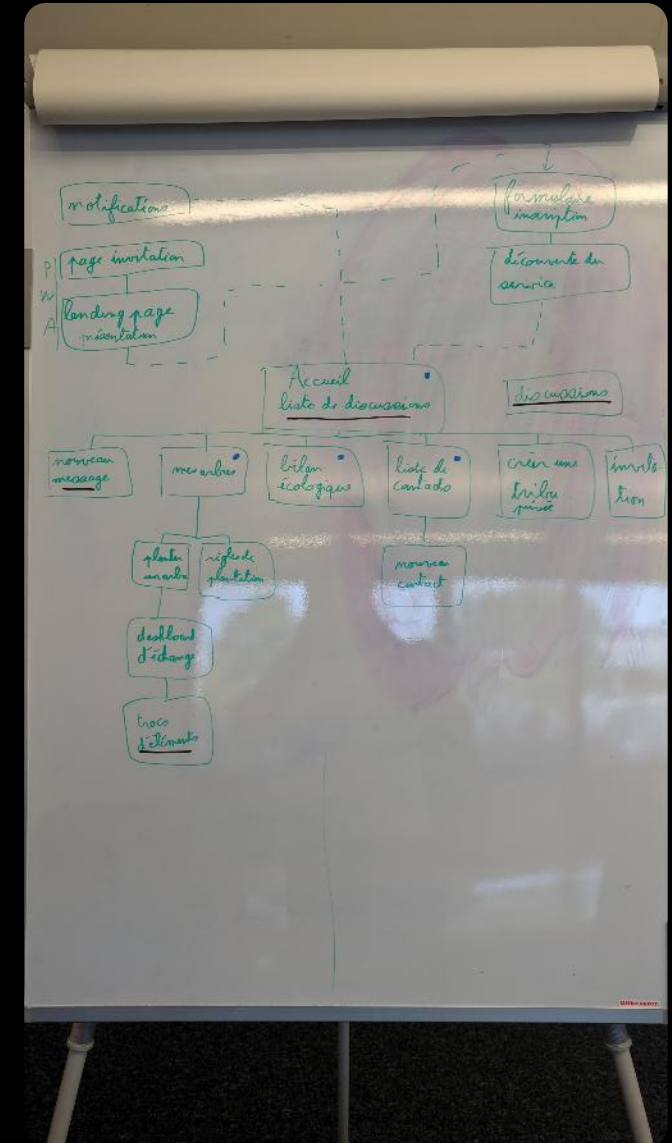 notifications
page invitation
P
W
A
landing page
présentation
formulaire
inscription
découverte du
service
Accueil
liste de discussions
discussions
nouveau
message
mes arbres
bilan
écologique
liste de
contacts
créer une
tribu
privée
invita-
tion
planter
un arbre
règles de
plantation
nouveau
contact
dashboard
d'échange
troco
d'éléments